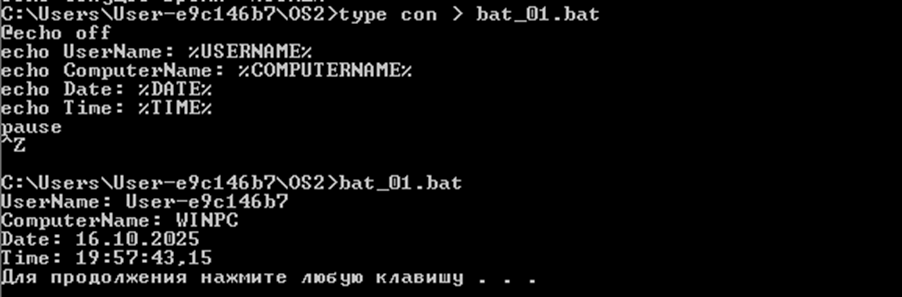 C:\Users\User-e9c146b7\OS2>type con > bat_01.bat
@echo off
echo UserName: %USERNAME%
echo ComputerName: %COMPUTERNAME%
echo Date: %DATE%
echo Time: %TIME%
pause
^Z
C:\Users\User-e9c146b7\OS2>bat_01.bat
UserName: User-e9c146b7
ComputerName: WINPC
Date: 16.10.2025
Time: 19:57:43,15
Для продолжения нажмите любую клавишу . . .